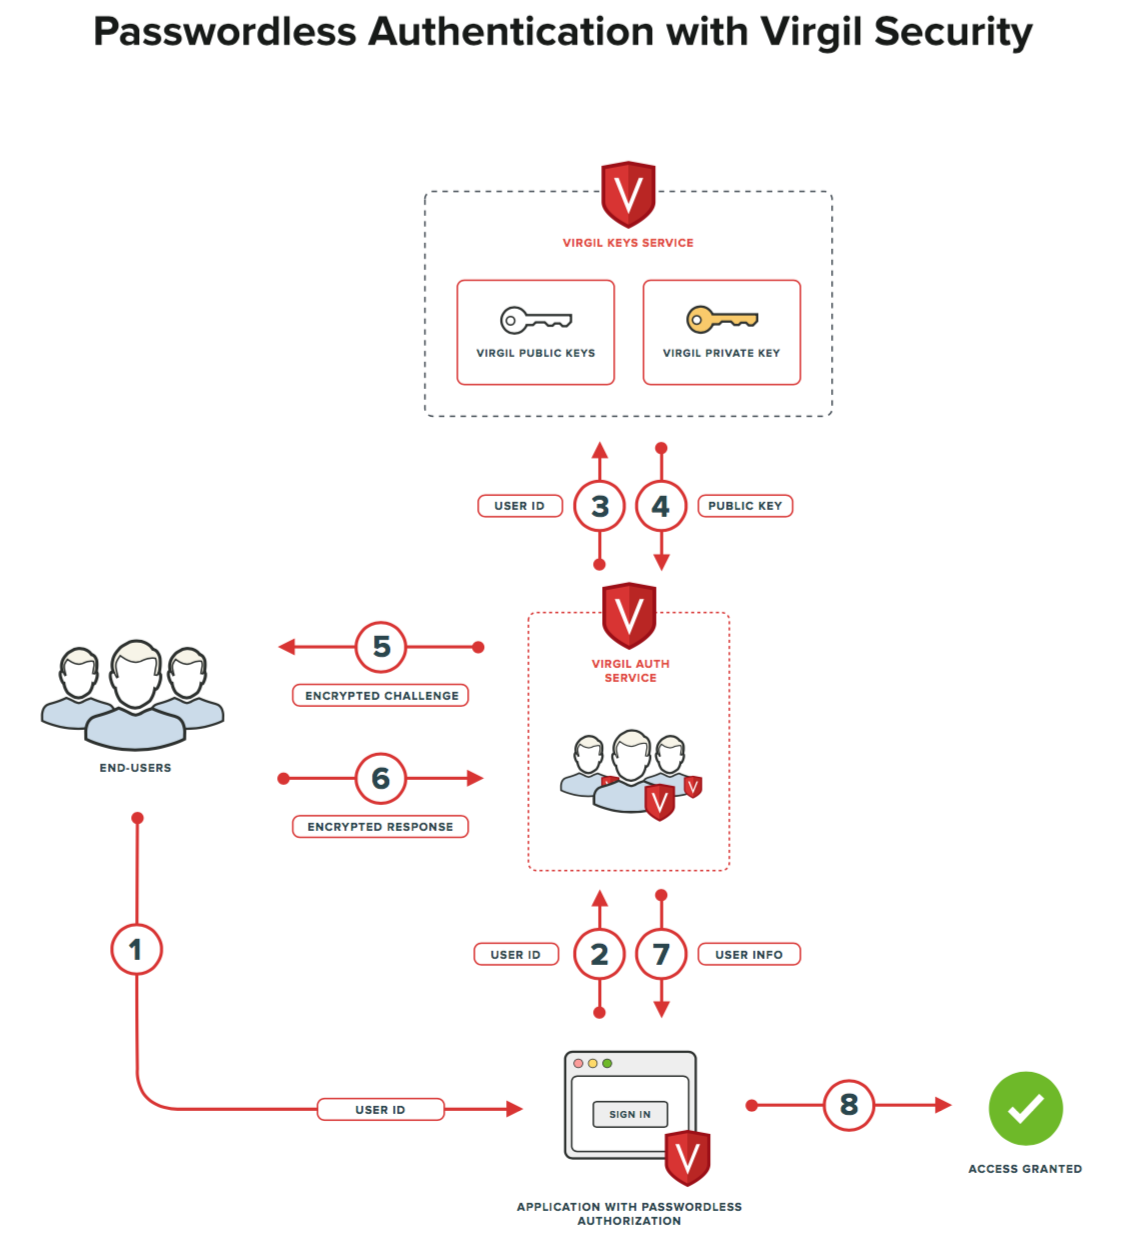 Passwordless Authentication with Virgil Security
V
VIRGIL KEYS SERVICE
VIRGIL PUBLIC KEYS
VIRGIL PRIVATE KEY
USER ID
3
4
PUBLIC KEY
V
VIRGIL AUTH
SERVICE
5
ENCRYPTED CHALLENGE
END-USERS
6
ENCRYPTED RESPONSE
V
V
V
1
USER ID
2
7
USER INFO
USER ID
SIGN IN
V
8
ACCESS GRANTED
APPLICATION WITH PASSWORDLESS
AUTHORIZATION